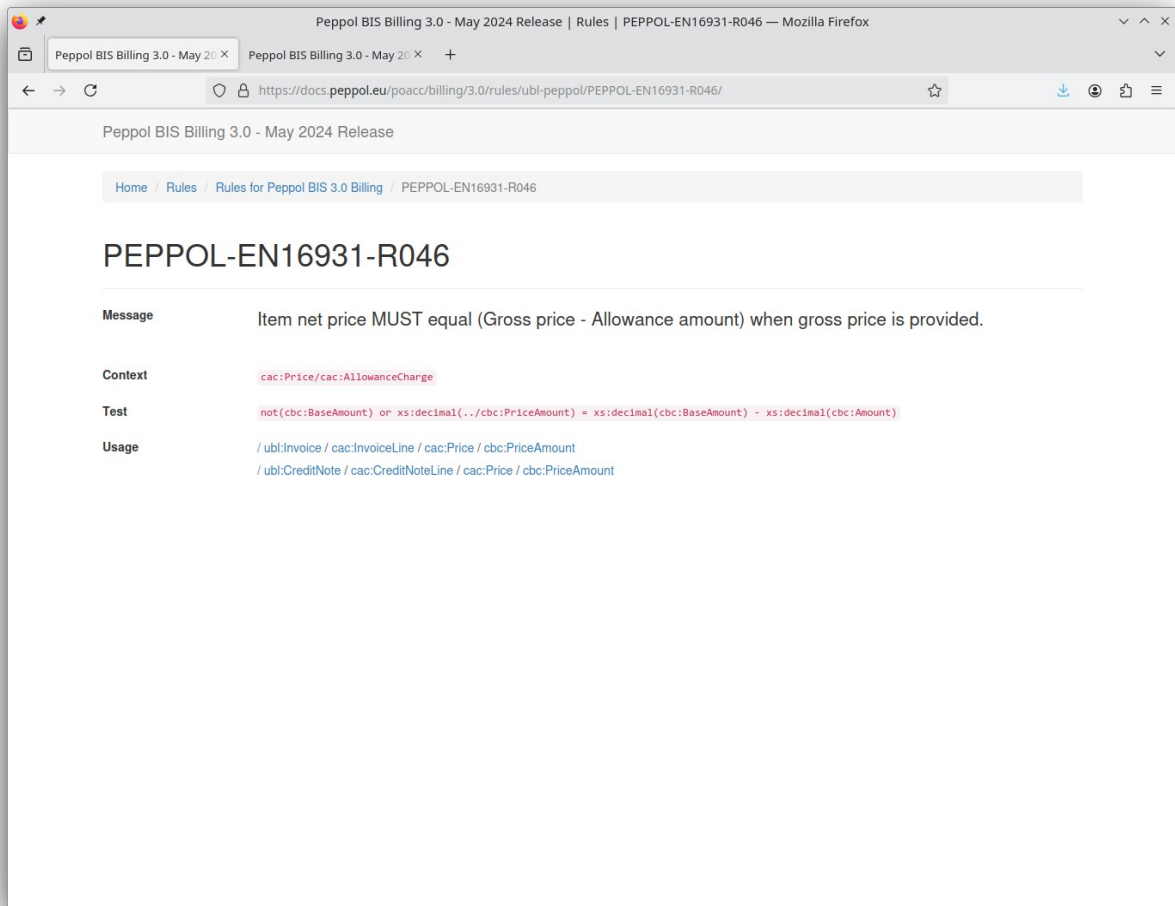 Peppol BIS Billing 3.0 - May 2024 Release | Rules | PEPPOL-EN16931-R046 — Mozilla Firefox
Peppol BIS Billing 3.0 - May 20 Peppol BIS Billing 3.0 - May 20
https://docs.peppol.eu/poacc/billing/3.0/rules/ubl-peppol/PEPPOL-EN16931-R046/
Peppol BIS Billing 3.0 - May 2024 Release
Home / Rules / Rules for Peppol BIS 3.0 Billing / PEPPOL-EN16931-R046
PEPPOL-EN16931-R046
Message Item net price MUST equal (Gross price - Allowance amount) when gross price is provided.
Context cac:Price/cac:AllowanceCharge
Test not(cbc:BaseAmount) or xs:decimal(../cbc:PriceAmount) = xs:decimal(cbc:BaseAmount) - xs:decimal(cbc:Amount)
Usage / ubl:Invoice / cac:InvoiceLine / cac:Price / cbc:PriceAmount
/ ubl:CreditNote / cac:CreditNoteLine / cac:Price / cbc:PriceAmount